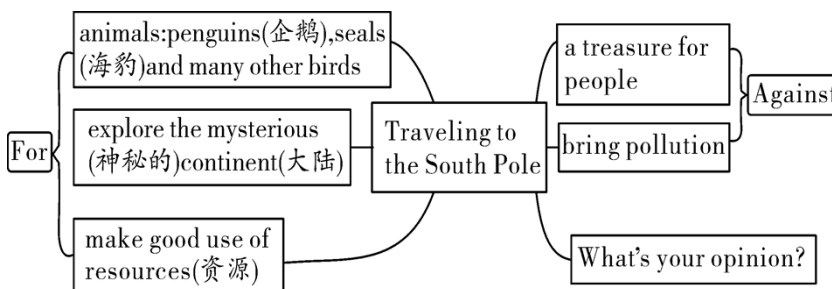 For
animals:penguins(企鹅),seals
(海豹)and many other birds
explore the mysterious
(神秘的)continent(大陆)
make good use of
resources(资源)
Traveling to
the South Pole
a treasure for
people
bring pollution
Against
What's your opinion?